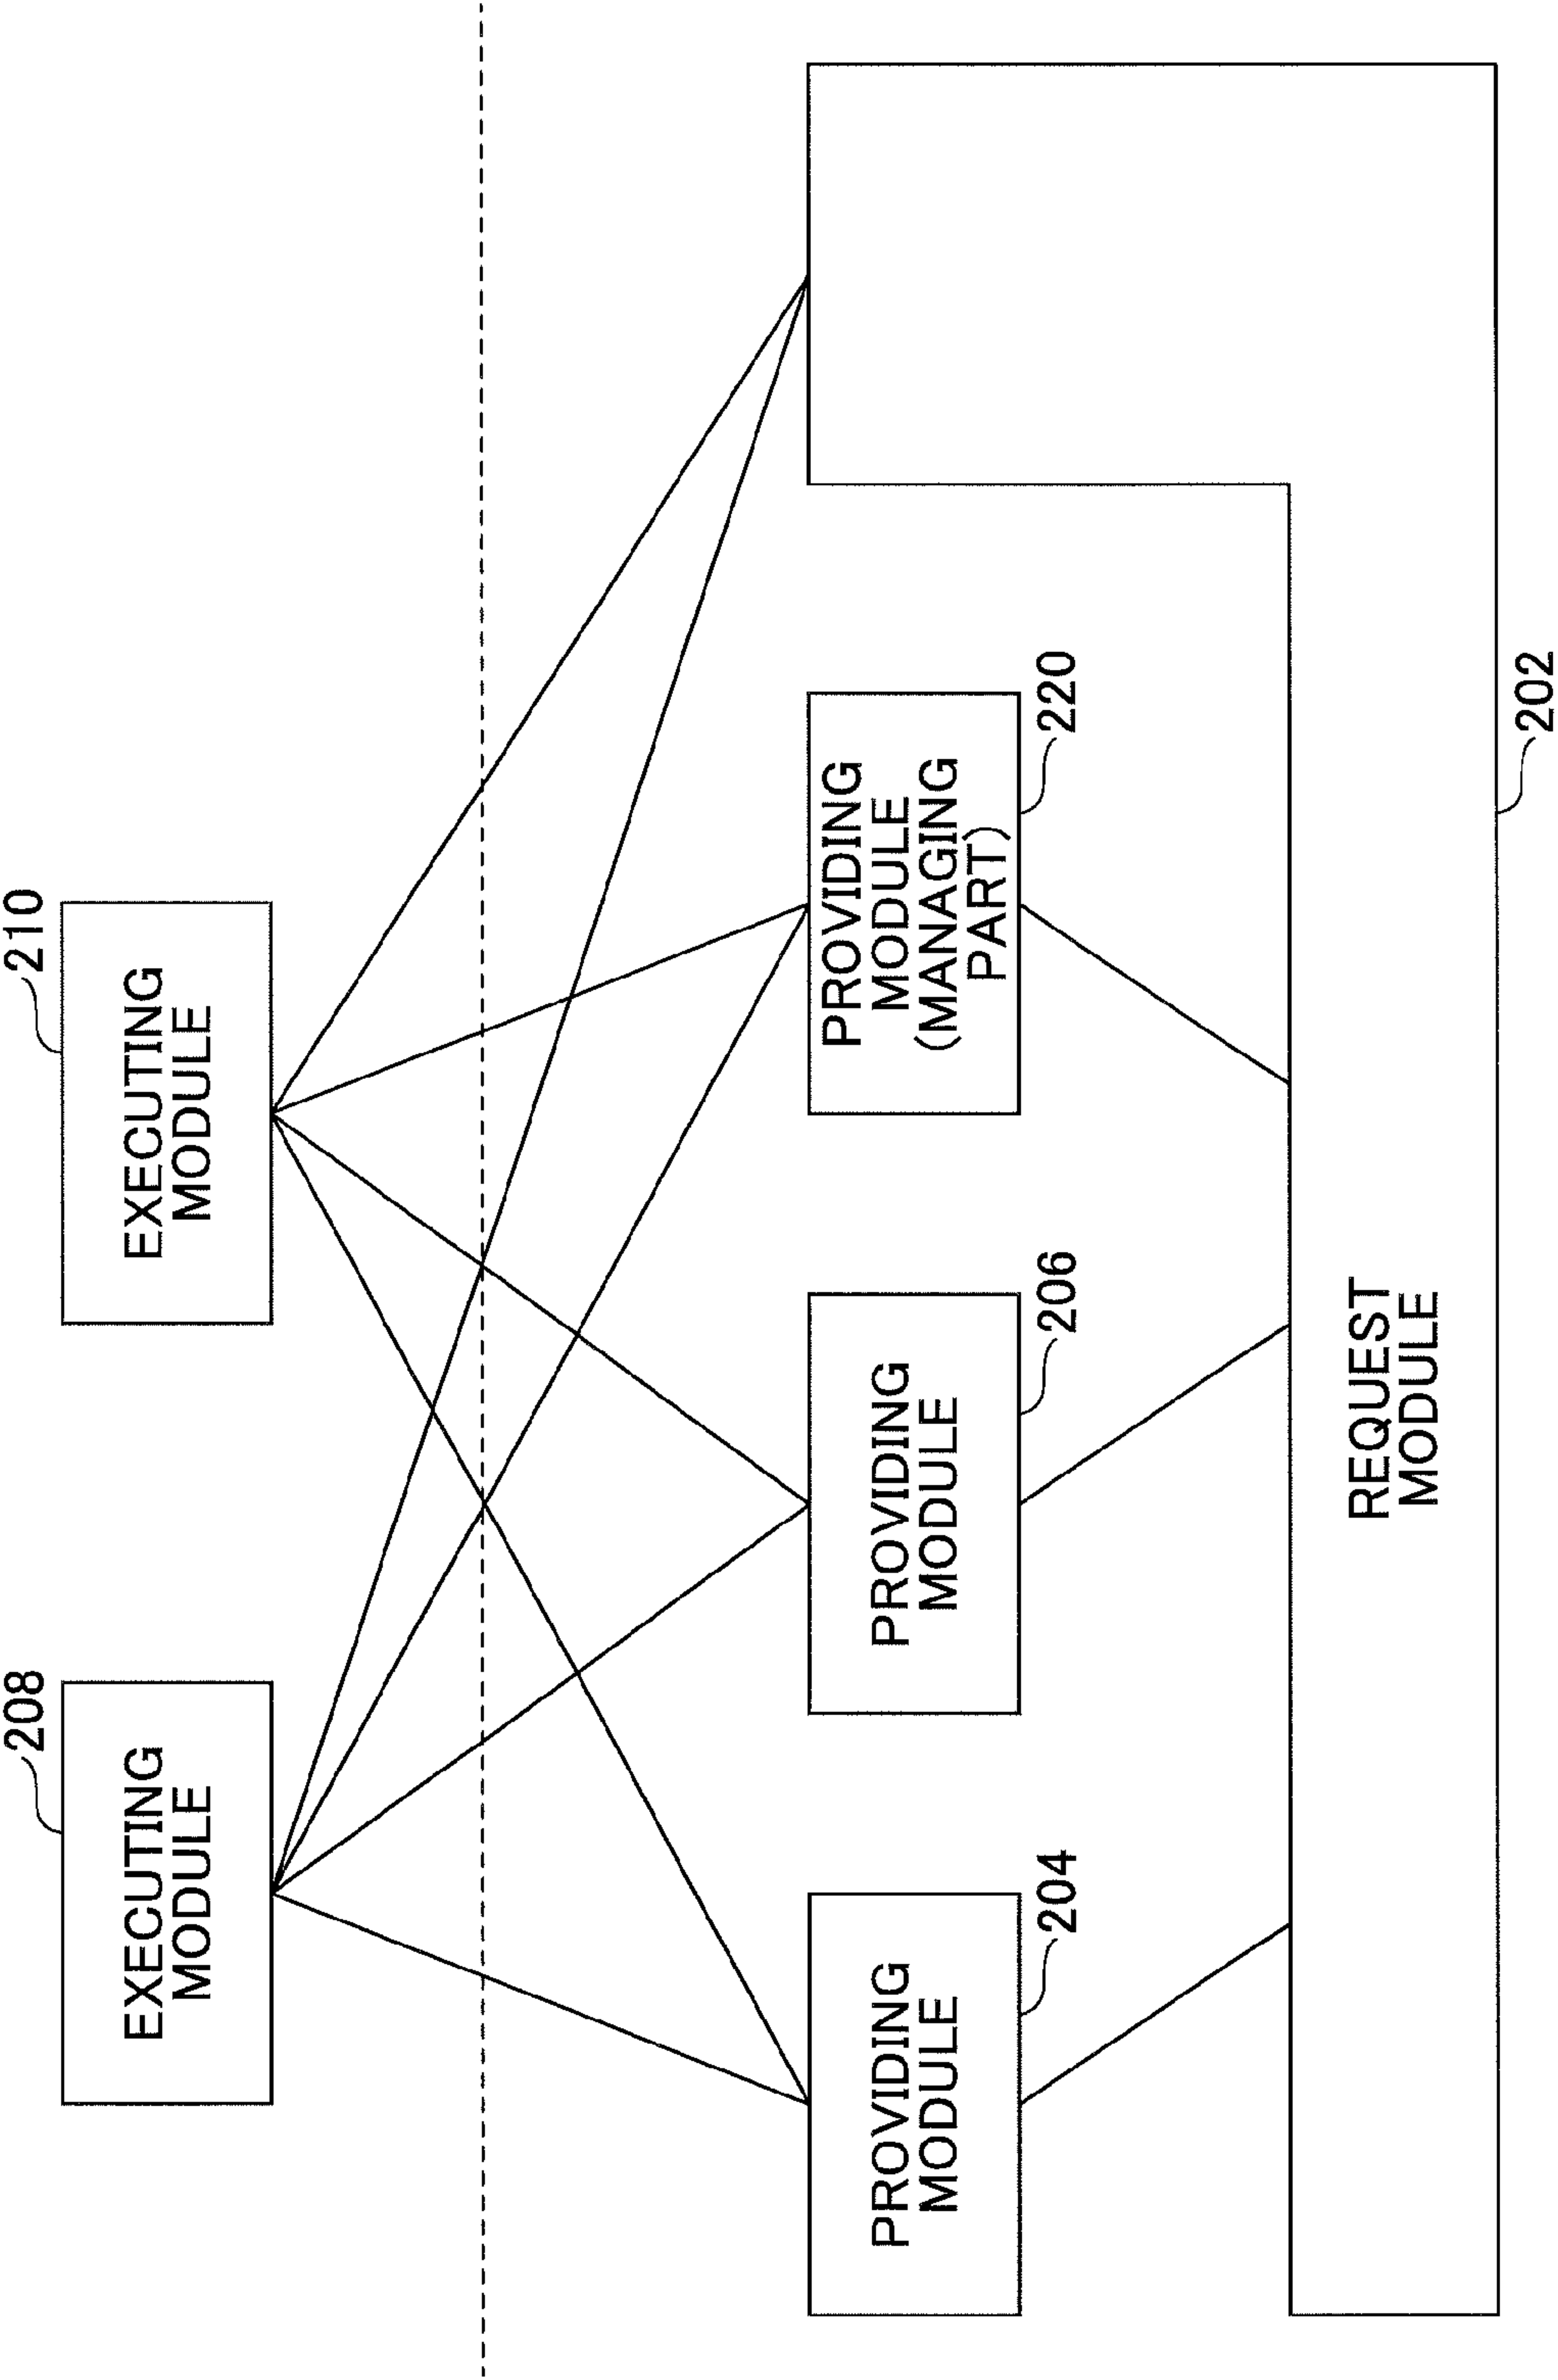 208
EXECUTING
MODULE
210
EXECUTING
MODULE
PROVIDING
MODULE
204
PROVIDING
MODULE
206
PROVIDING
MODULE
(MANAGING
PART)
220
REQUEST
MODULE
202